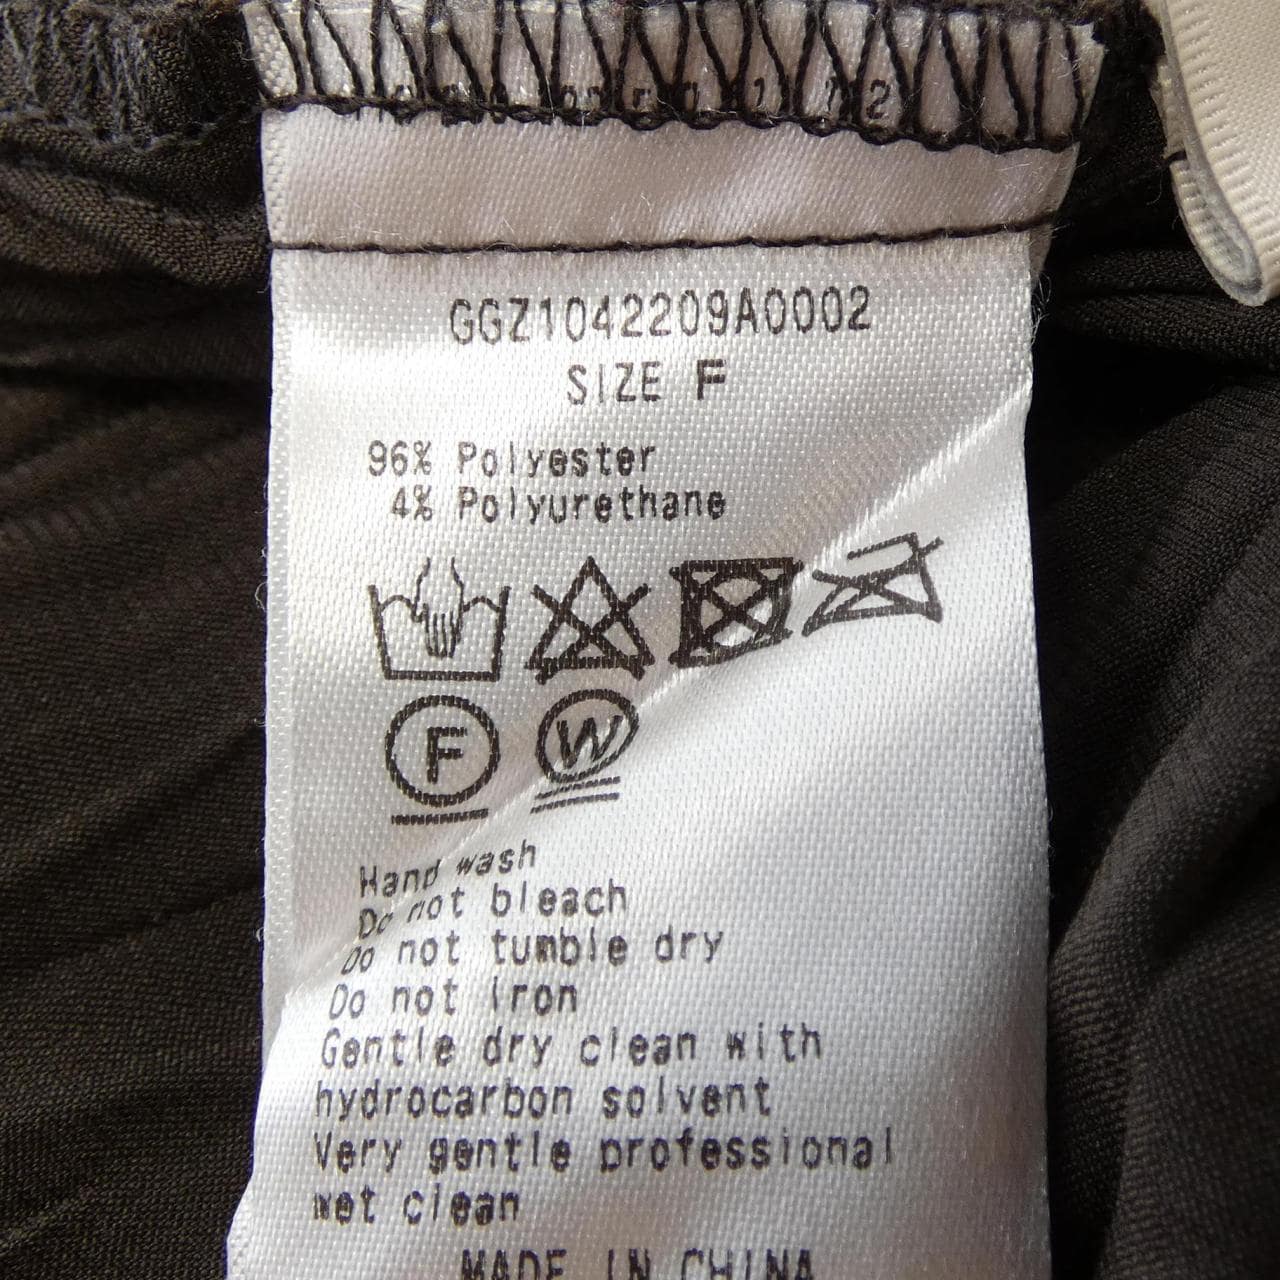 GGZ1042209A0002
SIZE F
96% Polyester
4% Polyurethane
F
W
Hand wash
Do not bleach
Do not tumble dry
Do not iron
Gentle dry clean with
hydrocarbon solvent
Very gentle professional
wet clean
MADE IN CHINA